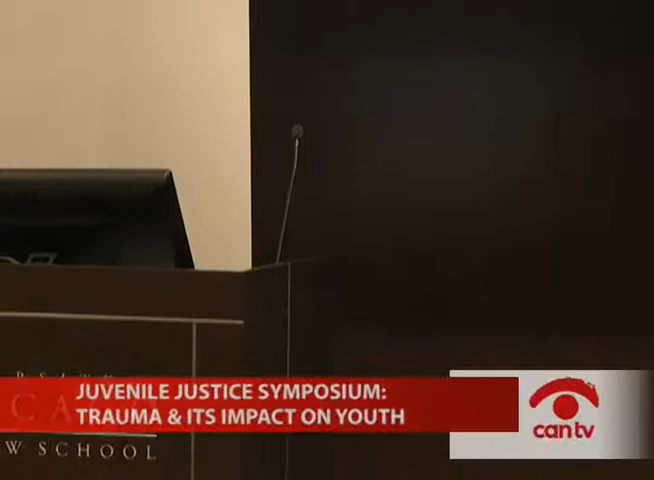 JUVENILE JUSTICE SYMPOSIUM:
TRAUMA & ITS IMPACT ON YOUTH
cantv
W SCHOOL